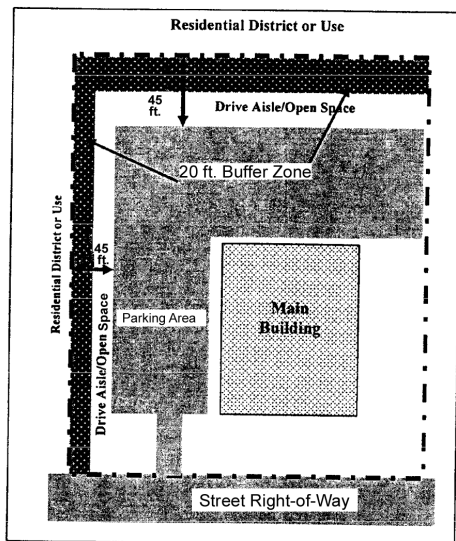 Residential District or Use
45
ft.
Drive Aisle/Open Space
20 ft. Buffer Zone
Residential District or Use
45
ft.
Drive Aisle/Open Space
Parking Area
Main
Building
Street Right-of-Way